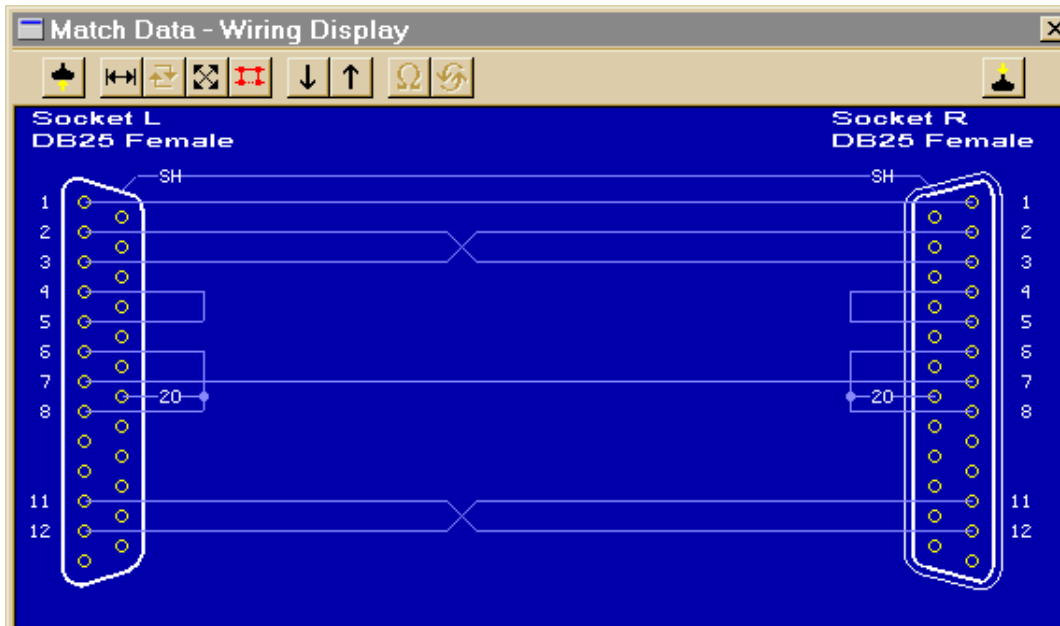 Match Data - Wiring Display
Ω
Socket L
DB25 Female
Socket R
DB25 Female
SH SH
1 1
2 2
3 3
4 4
5 5
6 6
7 7
20 20
8 8
11 11
12 12